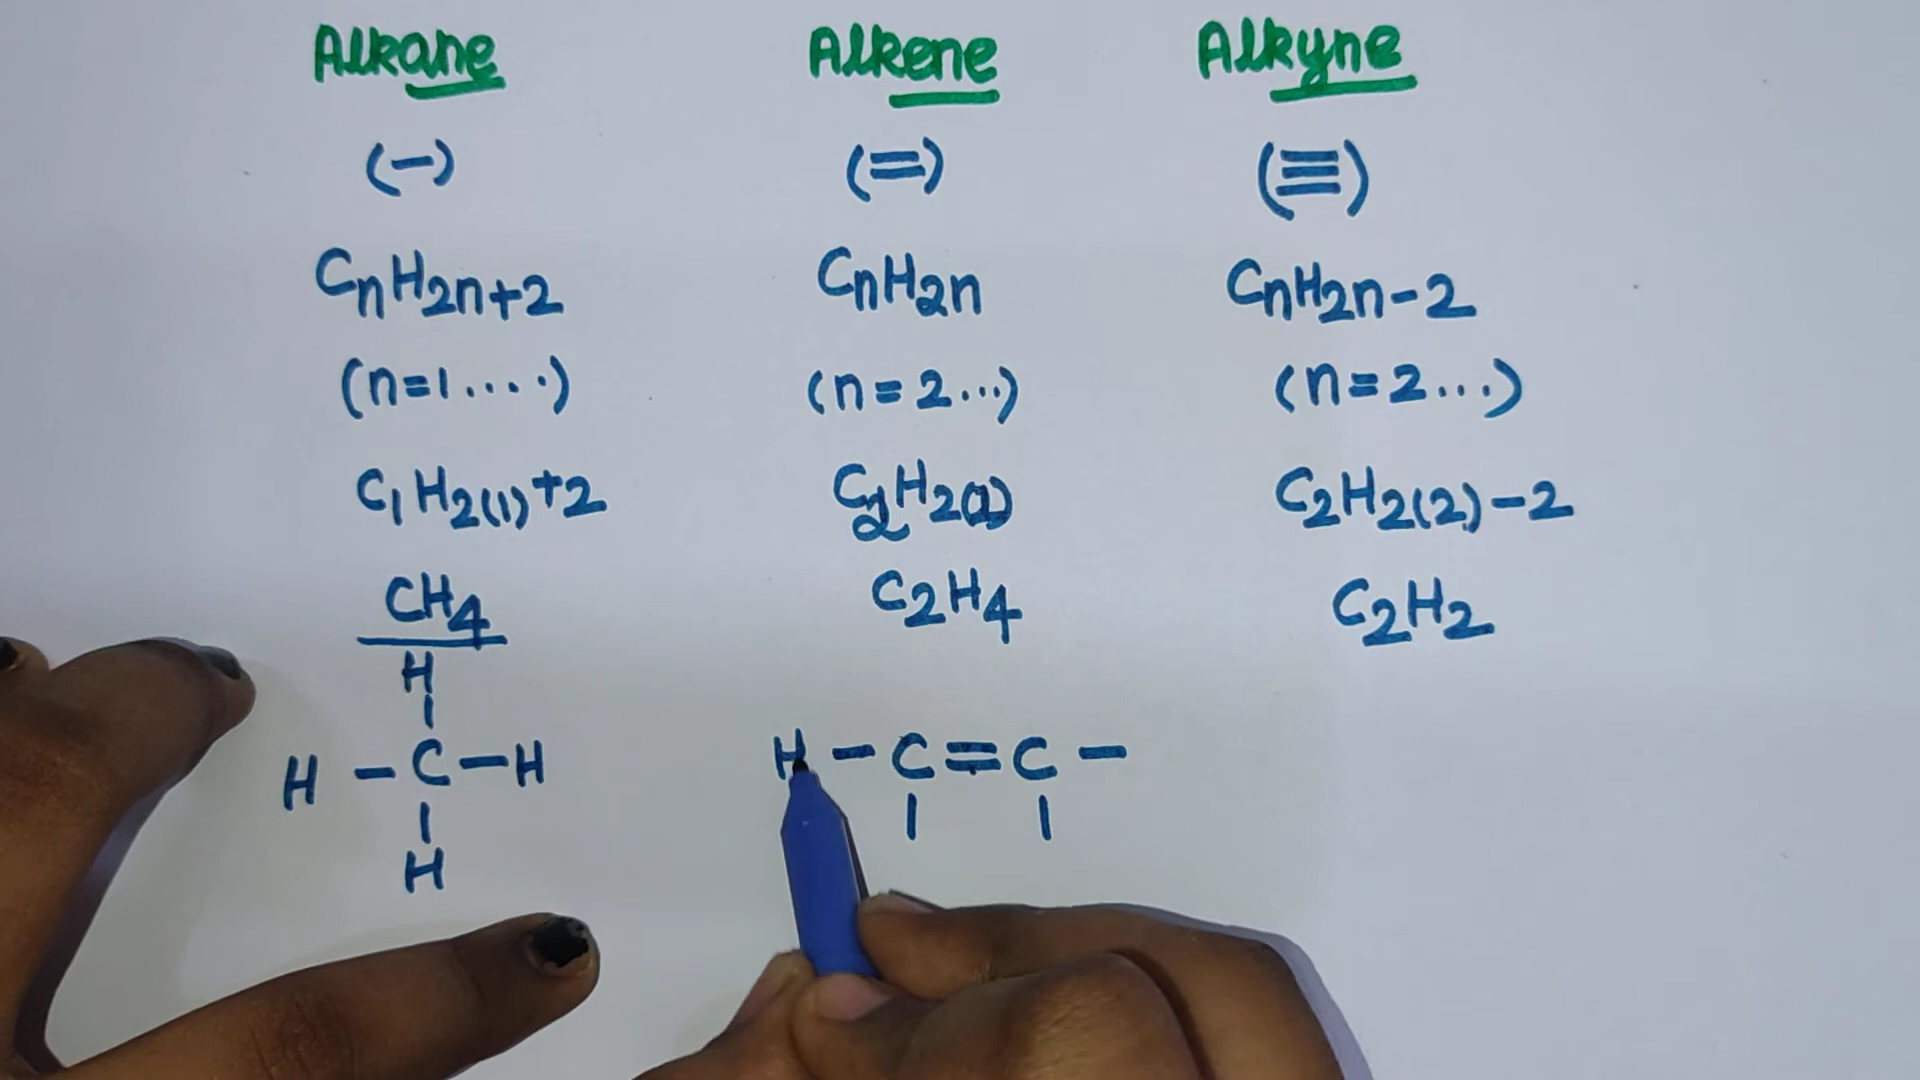 Alkane Alkene Alkyne
(-) (=) (≡)
CnH2n+2 CnH2n CnH2n-2
(n=1....) (n=2...) (n=2...)
C1H2(1)+2 C2H2(2) C2H2(2)-2
CH4 C2H4 C2H2
H
H-C-H H-C=C-
H